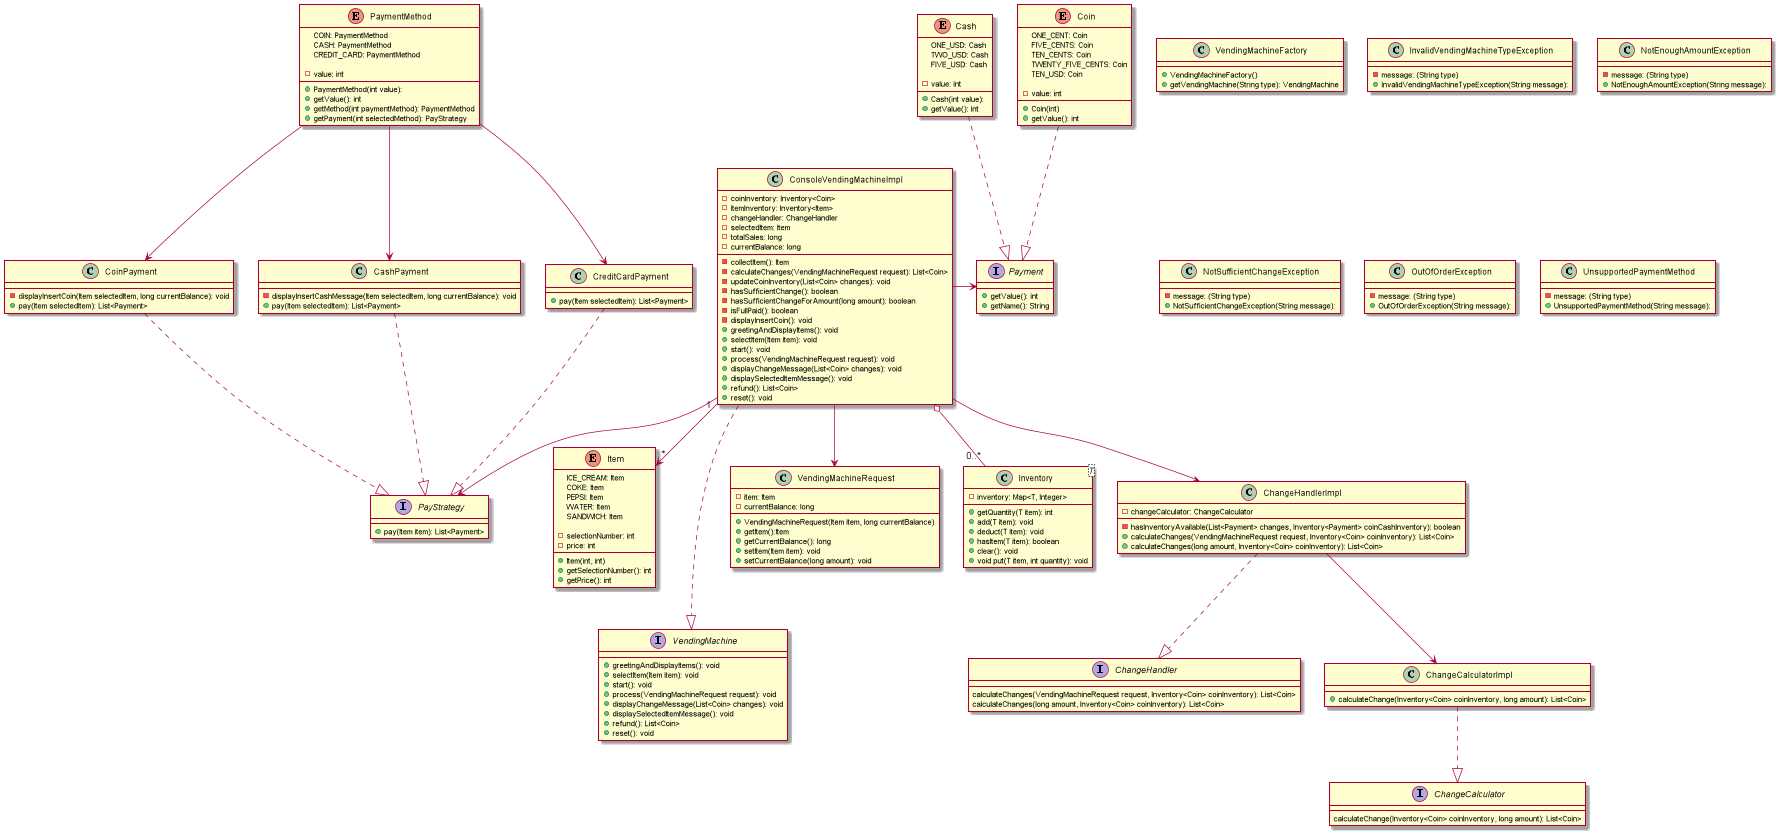 E PaymentMethod
COIN: PaymentMethod
CASH: PaymentMethod
CREDIT_CARD: PaymentMethod
value: int
PaymentMethod(int value):
getValue(): int
getMethod(int paymentMethod): PaymentMethod
getPayment(int selectedMethod): PayStrategy
E Cash
ONE_USD: Cash
TWO_USD: Cash
FIVE_USD: Cash
value: int
Cash(int value):
getValue(): int
E Coin
ONE_CENT: Coin
FIVE_CENTS: Coin
TEN_CENTS: Coin
TWENTY_FIVE_CENTS: Coin
TEN_USD: Coin
value: int
Coin(int)
getValue(): int
C VendingMachineFactory
VendingMachineFactory()
getVendingMachine(String type): VendingMachine
C InvalidVendingMachineTypeException
message: (String type)
InvalidVendingMachineTypeException(String message):
C NotEnoughAmountException
message: (String type)
NotEnoughAmountException(String message):
C ConsoleVendingMachineImpl
coinInventory: Inventory<Coin>
itemInventory: Inventory<Item>
changeHandler: ChangeHandler
selectedItem: Item
totalSales: long
currentBalance: long
collectItem(): Item
calculateChanges(VendingMachineRequest request): List<Coin>
updateCoinInventory(List<Coin> changes): void
hasSufficientChange(): boolean
hasSufficientChangeForAmount(long amount): boolean
isFullPaid(): boolean
displayInsertCoin(): void
greetingAndDisplayItems(): void
selectItem(Item item): void
start(): void
process(VendingMachineRequest request): void
displayChangeMessage(List<Coin> changes): void
displaySelectedItemMessage(): void
refund(): List<Coin>
reset(): void
C CoinPayment
displayInsertCoin(Item selectedItem, long currentBalance): void
pay(Item selectedItem): List<Payment>
C CashPayment
displayInsertCashMessage(Item selectedItem, long currentBalance): void
pay(Item selectedItem): List<Payment>
C CreditCardPayment
pay(Item selectedItem): List<Payment>
I Payment
getValue(): int
getName(): String
C NotSufficientChangeException
message: (String type)
NotSufficientChangeException(String message):
C OutOfOrderException
message: (String type)
OutOfOrderException(String message):
C UnsupportedPaymentMethod
message: (String type)
UnsupportedPaymentMethod(String message):
1
*
0..*
I PayStrategy
pay(Item item): List<Payment>
E Item
ICE_CREAM: Item
COKE: Item
PEPSI: Item
WATER: Item
SANDWICH: Item
selectionNumber: int
price: int
Item(int, int)
getSelectionNumber(): int
getPrice(): int
C VendingMachineRequest
item: Item
currentBalance: long
VendingMachineRequest(Item item, long currentBalance)
getItem():Item
getCurrentBalance(): long
setItem(Item item): void
setCurrentBalance(long amount): void
C Inventory
T
inventory: Map<T, Integer>
getQuantity(T item): int
add(T item): void
deduct(T item): void
hasItem(T item): boolean
clear(): void
void put(T item, int quantity): void
C ChangeHandlerImpl
changeCalculator: ChangeCalculator
hasInventoryAvailable(List<Payment> changes, Inventory<Payment> coinCashInventory): boolean
calculateChanges(VendingMachineRequest request, Inventory<Coin> coinInventory): List<Coin>
calculateChanges(long amount, Inventory<Coin> coinInventory): List<Coin>
I VendingMachine
greetingAndDisplayItems(): void
selectItem(Item item): void
start(): void
process(VendingMachineRequest request): void
displayChangeMessage(List<Coin> changes): void
displaySelectedItemMessage(): void
refund(): List<Coin>
reset(): void
I ChangeHandler
calculateChanges(VendingMachineRequest request, Inventory<Coin> coinInventory): List<Coin>
calculateChanges(long amount, Inventory<Coin> coinInventory): List<Coin>
C ChangeCalculatorImpl
calculateChange(Inventory<Coin> coinInventory, long amount): List<Coin>
I ChangeCalculator
calculateChange(Inventory<Coin> coinInventory, long amount): List<Coin>